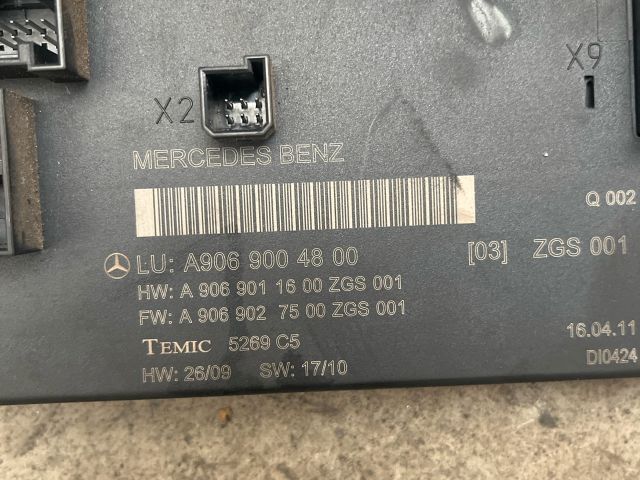 X9
X2
MERCEDES BENZ
Q 002
LU: A906 900 48 00 [03] ZGS 001
HW: A 906 901 16 00 ZGS 001
FW: A 906 902 75 00 ZGS 001
16.04.11
TEMIC 5269 C5
DI0424
HW: 26/09 SW: 17/10